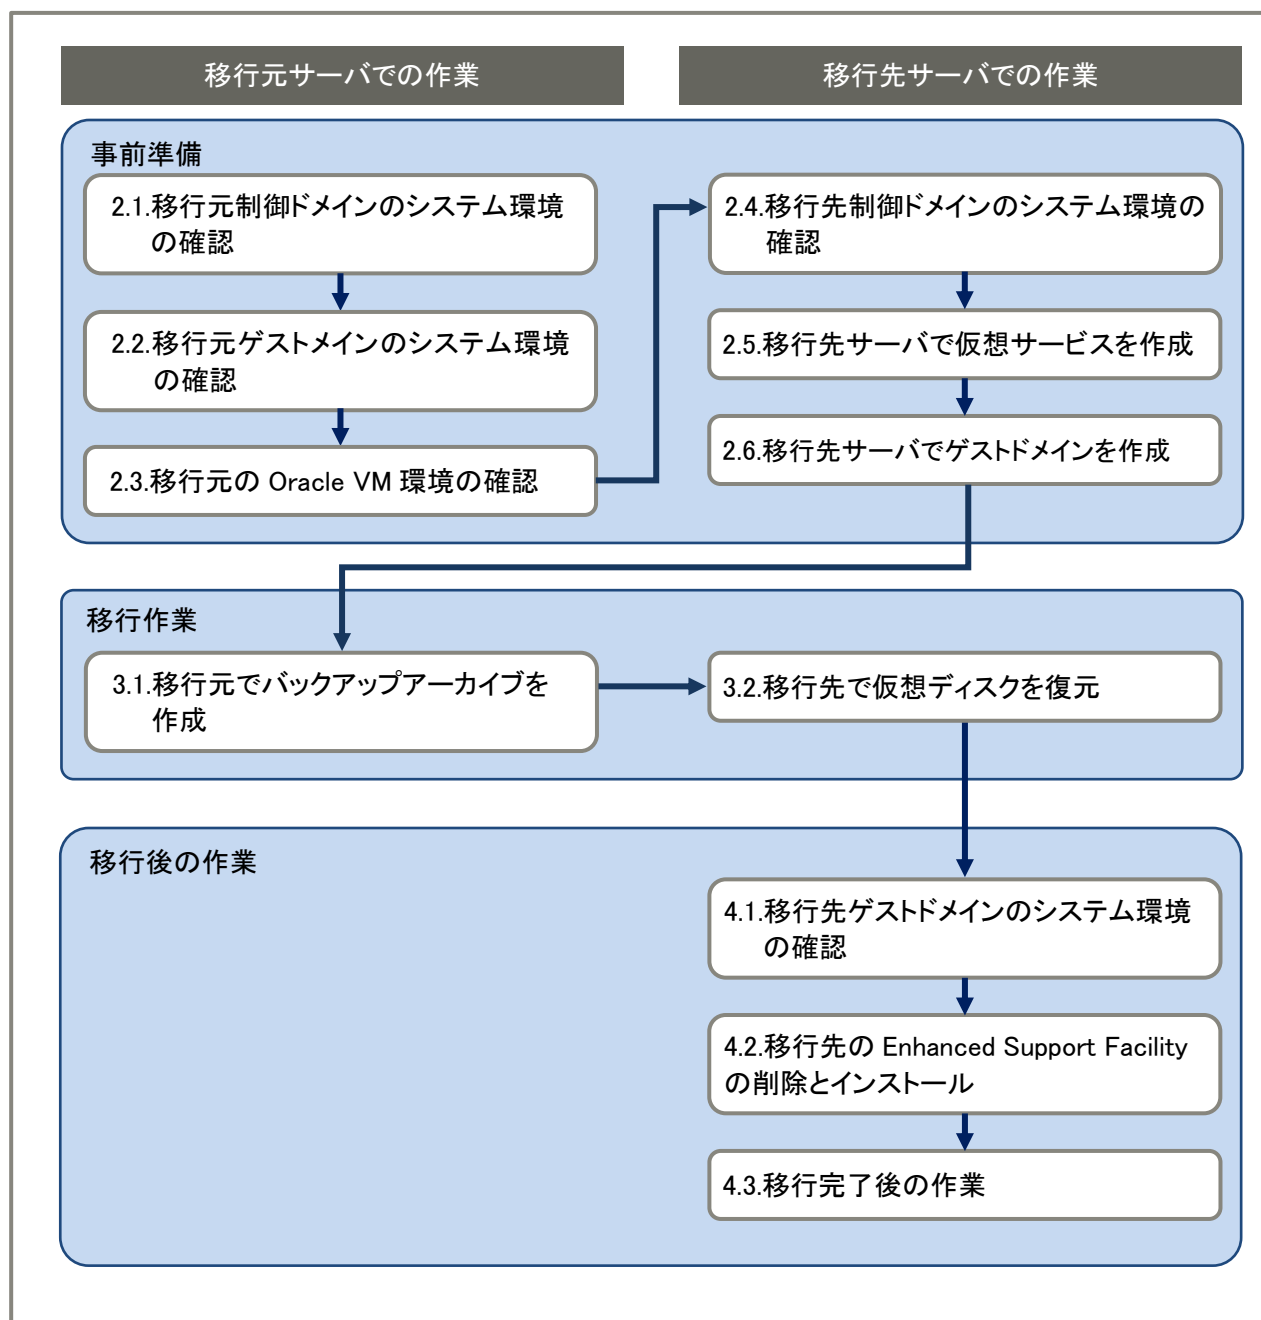 移行元サーバでの作業
移行先サーバでの作業
事前準備
2.1.移行元制御ドメインのシステム環境
の確認
2.2.移行元ゲストメインのシステム環境
の確認
2.3.移行元の Oracle VM 環境の確認
2.4.移行先制御ドメインのシステム環境の
確認
2.5.移行先サーバで仮想サービスを作成
2.6.移行先サーバでゲストドメインを作成
移行作業
3.1.移行元でバックアップアーカイブを
作成
3.2.移行先で仮想ディスクを復元
移行後の作業
4.1.移行先ゲストドメインのシステム環境
の確認
4.2.移行先の Enhanced Support Facility
の削除とインストール
4.3.移行完了後の作業